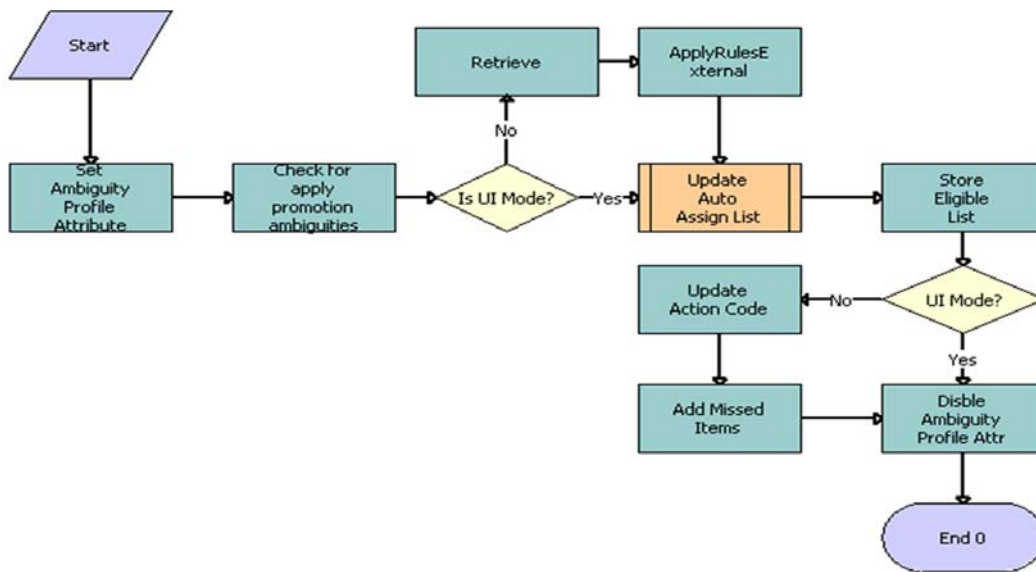 Start
Retrieve
ApplyRulesE
xternal
No
Set
Ambiguity
Profile
Attribute
Check for
apply
promotion
ambiguities
Is UI Mode?
Yes
Update
Auto
Assign List
Store
Eligible
List
Update
Action Code
No
UI Mode?
Yes
Add Missed
Items
Disble
Ambiguity
Profile Attr
End 0